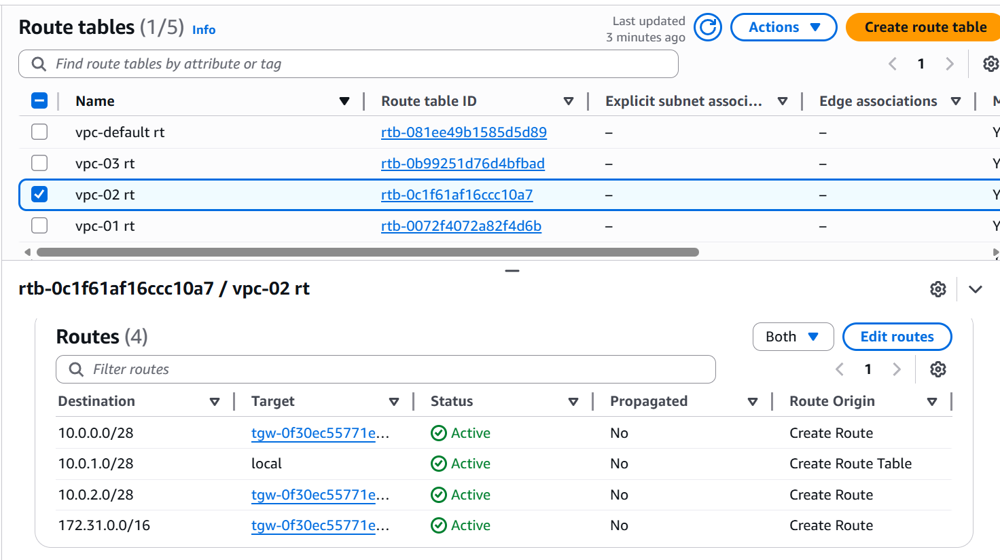 Route tables (1/5) Info
Last updated
3 minutes ago
Actions
Create route table
Find route tables by attribute or tag
1
Name Route table ID Explicit subnet associ... Edge associations
vpc-default rt rtb-081ee49b1585d5d89 – –
vpc-03 rt rtb-0b99251d76d4bfbad – –
vpc-02 rt rtb-0c1f61af16ccc10a7 – –
vpc-01 rt rtb-0072f4072a82f4d6b – –
rtb-0c1f61af16ccc10a7 / vpc-02 rt
Routes (4)
Both
Edit routes
Filter routes
1
Destination Target Status Propagated Route Origin
10.0.0.0/28 tgw-0f30ec55771e... Active No Create Route
10.0.1.0/28 local Active No Create Route Table
10.0.2.0/28 tgw-0f30ec55771e... Active No Create Route
172.31.0.0/16 tgw-0f30ec55771e... Active No Create Route